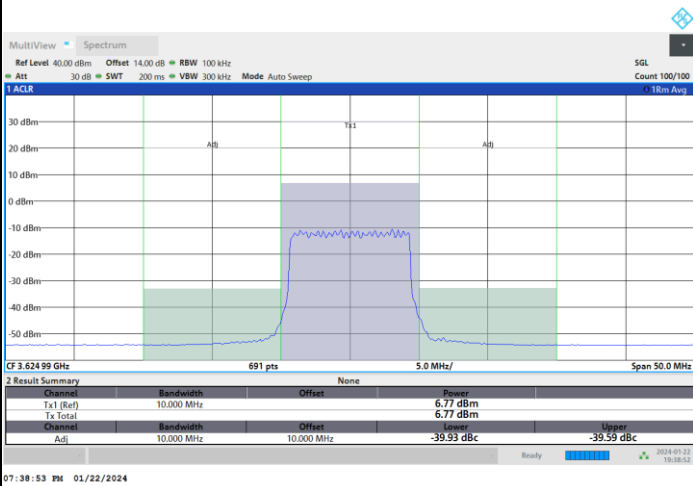 MultiView Spectrum
Ref Level 40.00 dBm Offset 14.00 dB RBW 100 kHz SGL
Att 30 dB SWT 200 ms VBW 300 kHz Mode Auto Sweep Count 100/100
1 ACLR 1Rm Avg
30 dBm
Tx1
20 dBm
Adj Adj
10 dBm
0 dBm
-10 dBm
-20 dBm
-30 dBm
-40 dBm
-50 dBm
CF 3.624 99 GHz 691 pts 5.0 MHz/ Span 50.0 MHz
2 Result Summary None
Channel Bandwidth Offset Power
Tx1 (Ref) 10.000 MHz 6.77 dBm
Tx Total 6.77 dBm
Channel Bandwidth Offset Lower Upper
Adj 10.000 MHz 10.000 MHz -39.93 dBc -39.59 dBc
Ready 2024-01-22
19:38:52
07:38:53 PM 01/22/2024